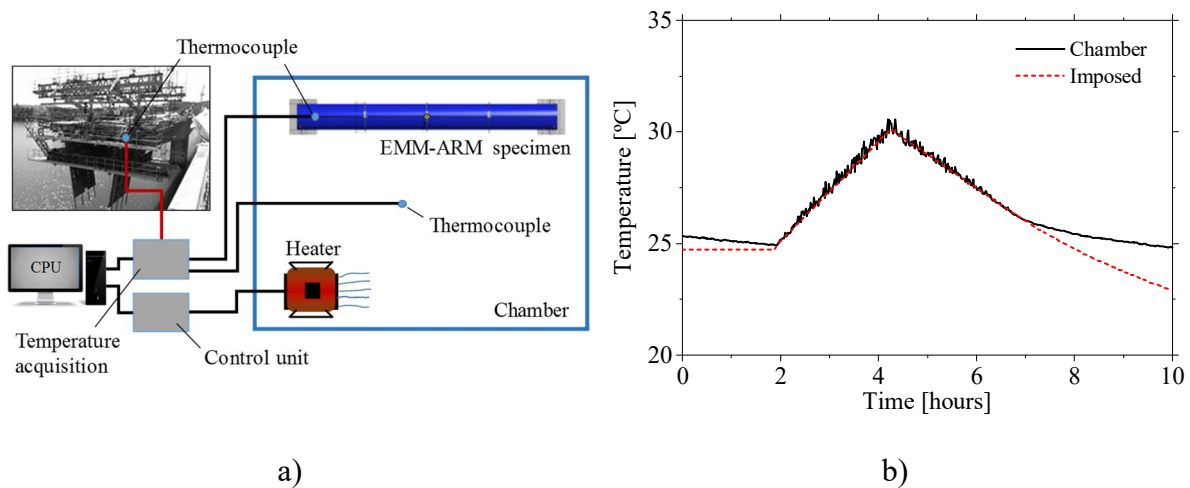 Thermocouple
EMM-ARM specimen
Thermocouple
CPU
Heater
Chamber
Temperature
acquisition
Control unit
a)
35
30
25
20
Temperature [ºC]
Chamber
Imposed
0 2 4 6 8 10
Time [hours]
b)